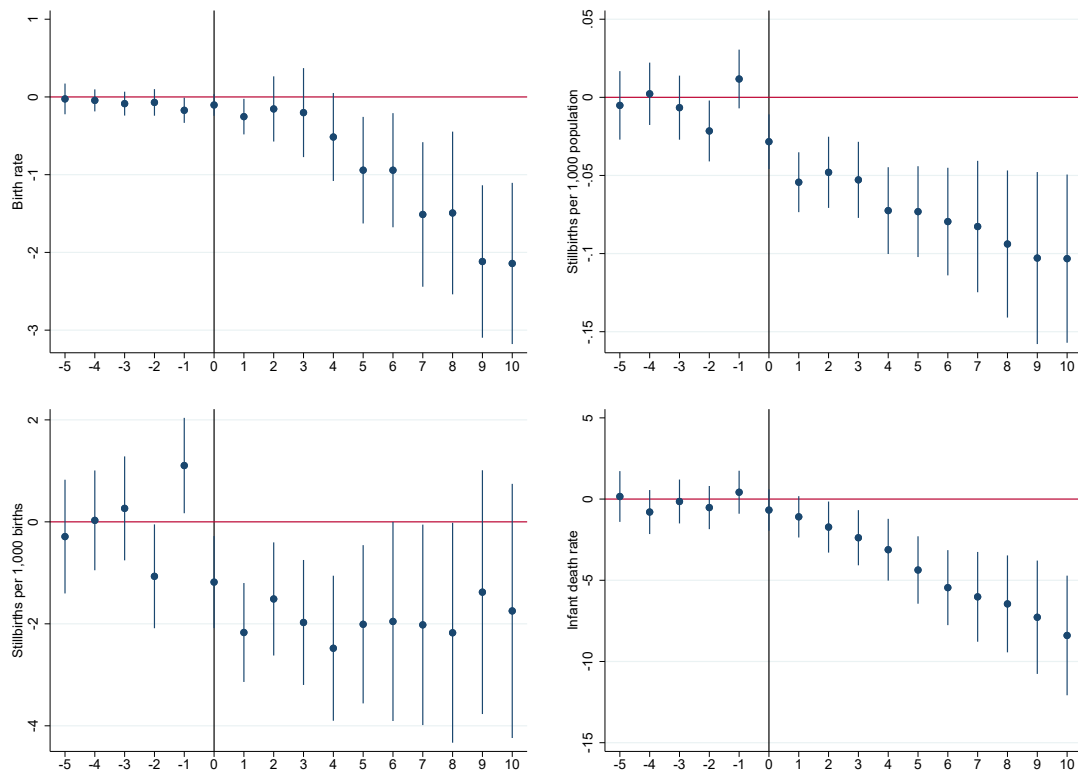 Birth rate
1
0
-1
-2
-3
-5 -4 -3 -2 -1 0 1 2 3 4 5 6 7 8 9 10
Stillbirths per 1,000 population
.05
0
-.05
-.1
-.15
-5 -4 -3 -2 -1 0 1 2 3 4 5 6 7 8 9 10
Stillbirths per 1,000 births
2
0
-2
-4
-5 -4 -3 -2 -1 0 1 2 3 4 5 6 7 8 9 10
Infant death rate
5
0
-5
-10
-15
-5 -4 -3 -2 -1 0 1 2 3 4 5 6 7 8 9 10